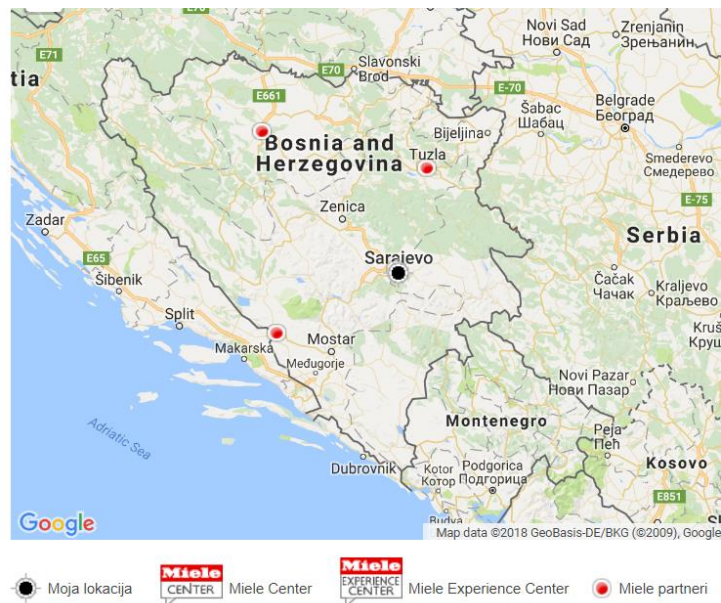 Novi Sad
Нови Сад
Zrenjanin
Зрењанин
E71
E70
Slavonski
Brod
E-70
tia
E661
Šabac
Шабац
Belgrade
Београд
Bosnia and
Herzegovina
Bijeljina
Tuzla
Smederevo
Смедерево
E-75
Zenica
Zadar
Serbia
Sarajevo
E65
Šibenik
Čačak
Чачак
Kraljevo
Краљево
Split
Kruš
Круш
Mostar
Makarska
Međugorje
Novi Pazar
Нови Пазар
Adriatic Sea
Montenegro
Peja
Пећ
Dubrovnik
Kotor
Котор
Podgorica
Подгорица
Kosovo
E851
Budva
Google
Map data ©2018 GeoBasis-DE/BKG (©2009), Google
Moja lokacija
Miele
CENTER
Miele Center
Miele
EXPERIENCE
CENTER
Miele Experience Center
Miele partneri